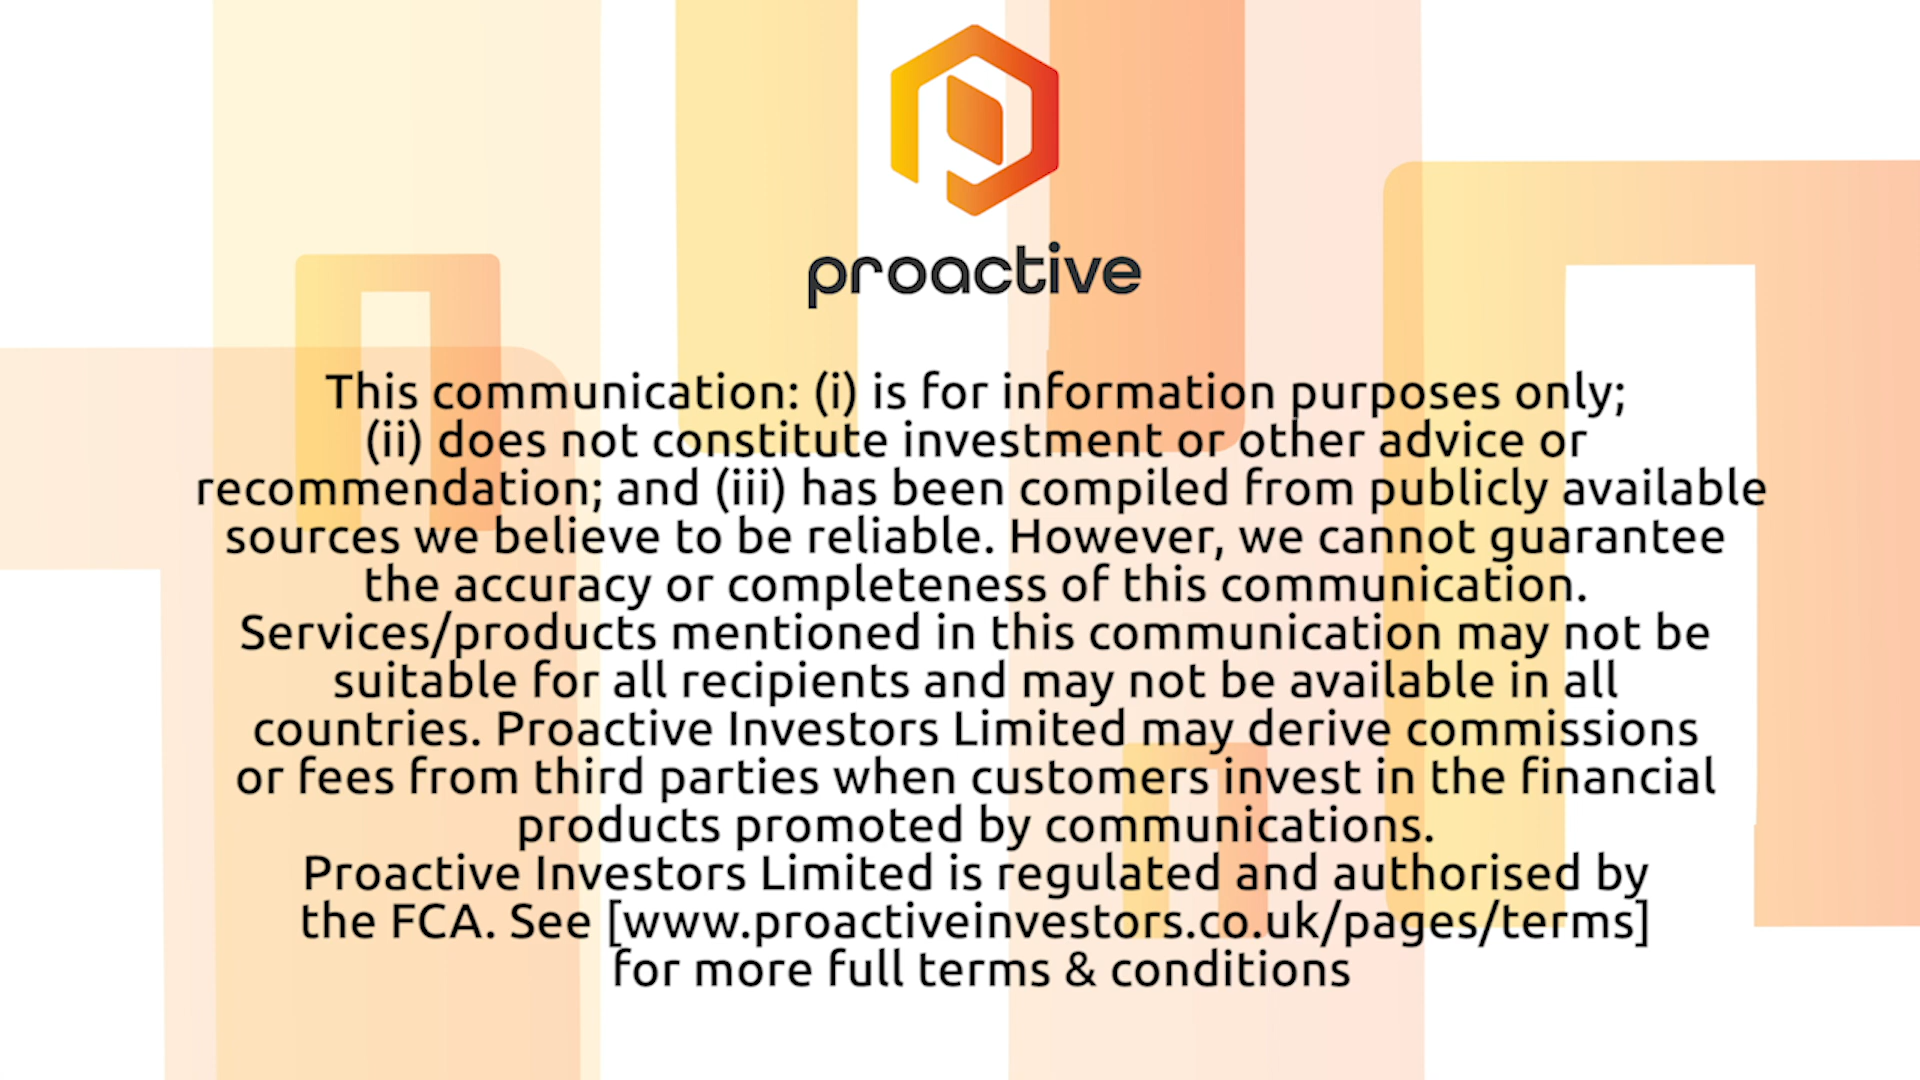 proactive
This communication: (i) is for information purposes only;
(ii) does not constitute investment or other advice or
recommendation; and (iii) has been compiled from publicly available
sources we believe to be reliable. However, we cannot guarantee
the accuracy or completeness of this communication.
Services/products mentioned in this communication may not be
suitable for all recipients and may not be available in all
countries. Proactive Investors Limited may derive commissions
or fees from third parties when customers invest in the financial
products promoted by communications.
Proactive Investors Limited is regulated and authorised by
the FCA. See [www.proactiveinvestors.co.uk/pages/terms]
for more full terms & conditions